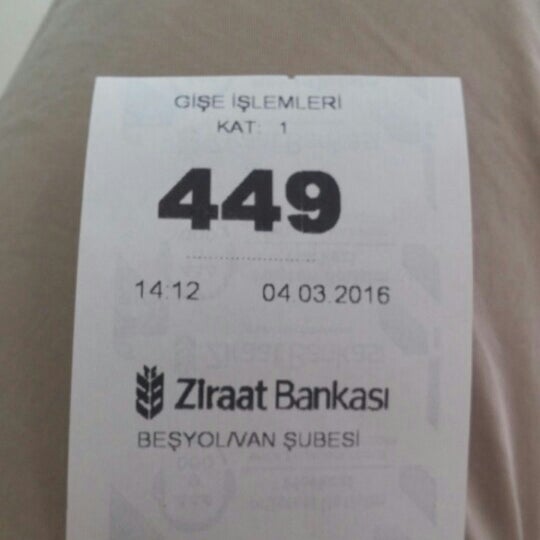 GİŞE İŞLEMLERİ
KAT: 1
449
14:12 04.03.2016
Ziraat Bankası
BEŞYOL/VAN ŞUBESİ